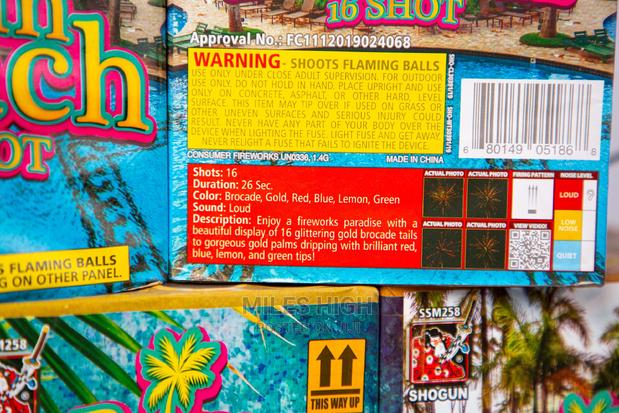 16 SHOT
Approval No.: FC1112019024068
WARNING - SHOOTS FLAMING BALLS
USE ONLY UNDER CLOSE ADULT SUPERVISION. FOR OUTDOOR
USE ONLY. DO NOT HOLD IN HAND. PLACE UPRIGHT AND USE
ONLY ON CONCRETE, ASPHALT, OR OTHER HARD, LEVEL
SURFACE. THIS ITEM MAY TIP OVER IF USED ON GRASS OR
OTHER UNEVEN SURFACES AND SERIOUS INJURY COULD
RESULT. NEVER HAVE ANY PART OF YOUR BODY OVER THE
DEVICE WHEN LIGHTING THE FUSE. LIGHT FUSE AND GET AWAY.
NEVER RELIGHT A FUSE THAT FAILS TO IGNITE THE DEVICE.
CONSUMER FIREWORKS. UN0336, 1.4G
MADE IN CHINA
6 80149 05186 8
Shots: 16
Duration: 26 Sec.
Color: Brocade, Gold, Red, Blue, Lemon, Green
Sound: Loud
Description: Enjoy a fireworks paradise with a
beautiful display of 16 glittering gold brocade tails
to gorgeous gold palms dripping with brilliant red,
blue, lemon, and green tips!
ACTUAL PHOTO
ACTUAL PHOTO
FIRING PATTERN
NOISE LEVEL
LOUD
ACTUAL PHOTO
ACTUAL PHOTO
VIEW VIDEO!
LOW
NOISE
QUIET
ch
OT
S FLAMING BALLS
NG ON OTHER PANEL.
MILES HIGH
1258
THIS WAY UP
SSM258
SHOGUN